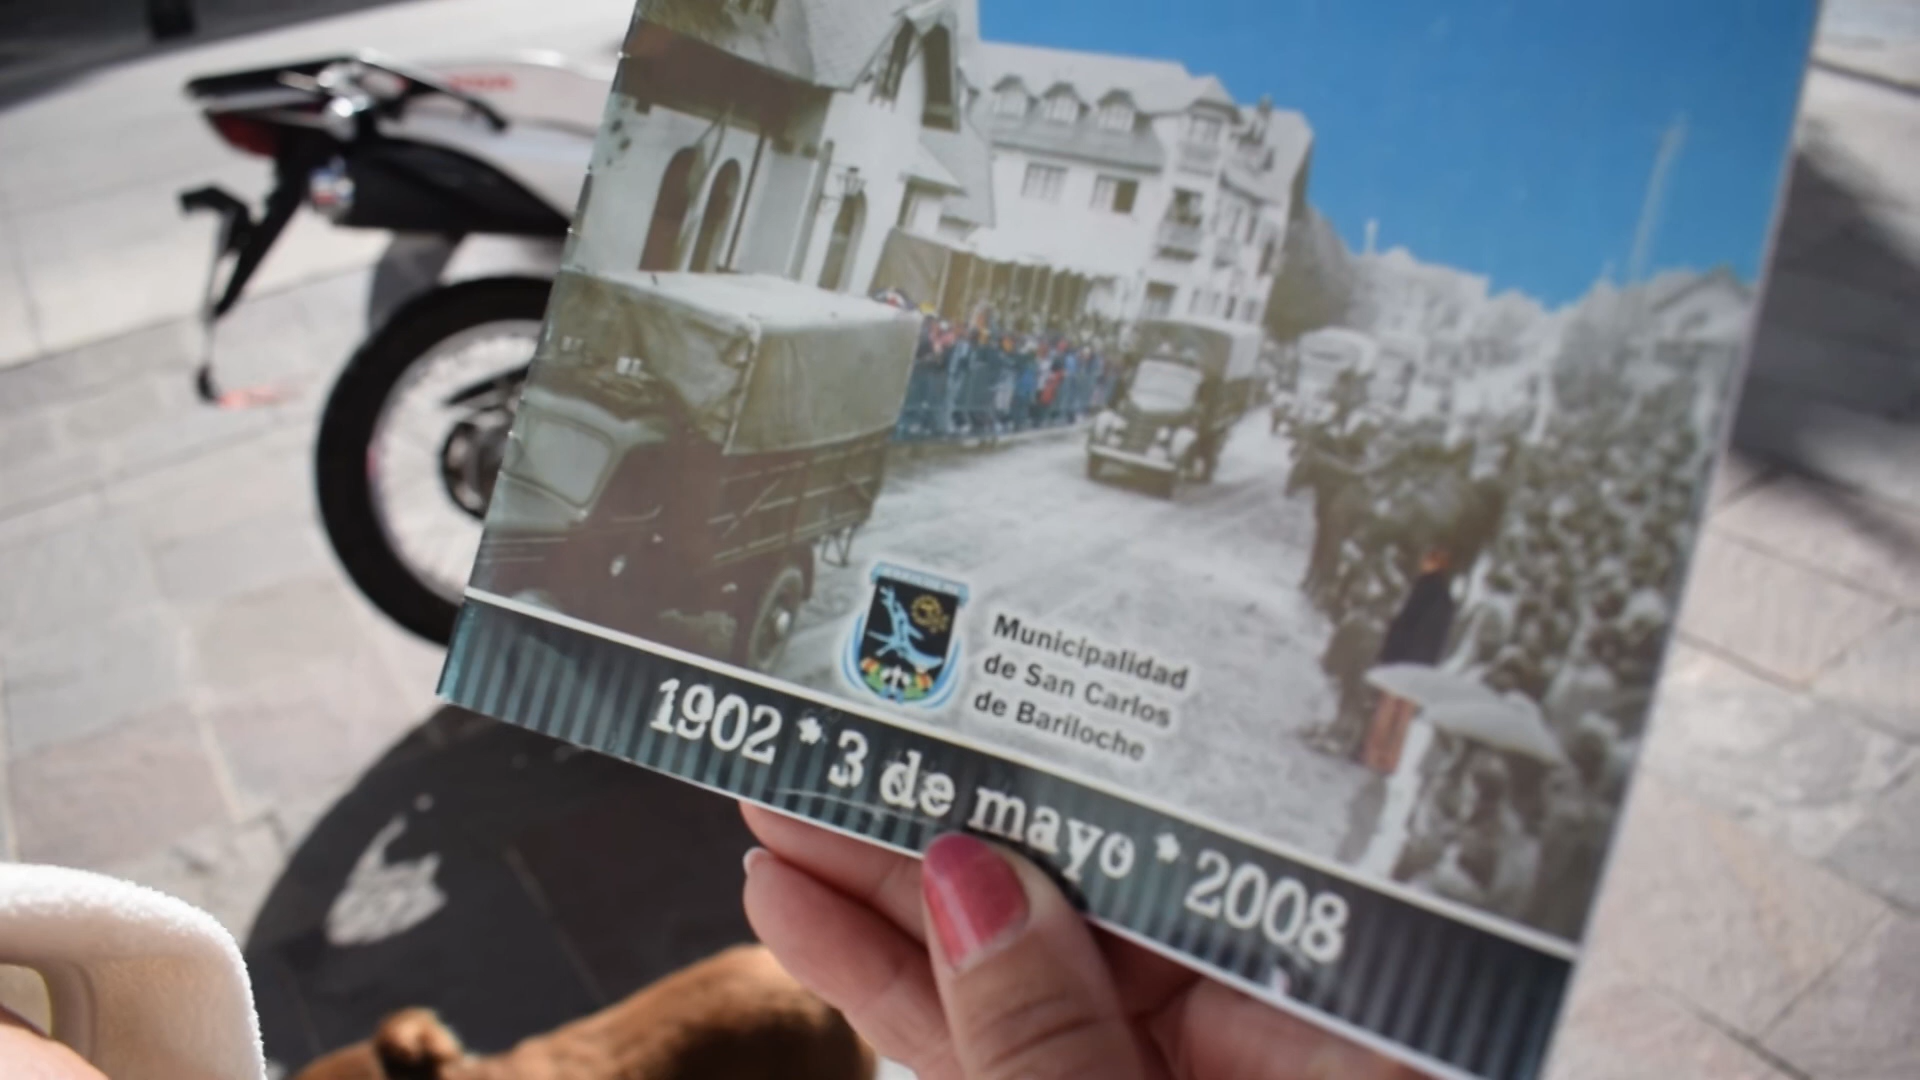 Municipalidad
de San Carlos
de Bariloche
1902 * 3 de mayo * 2008